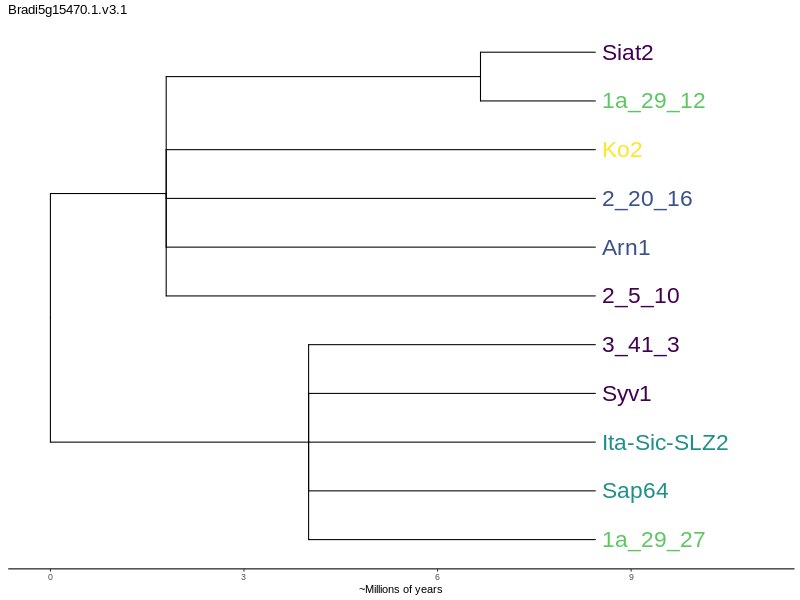 Bradi5g15470.1.v3.1
Siat2
1a_29_12
Ko2
2_20_16
Arn1
2_5_10
3_41_3
Syv1
Ita-Sic-SLZ2
Sap64
1a_29_27
0 3 6 9
~Millions of years